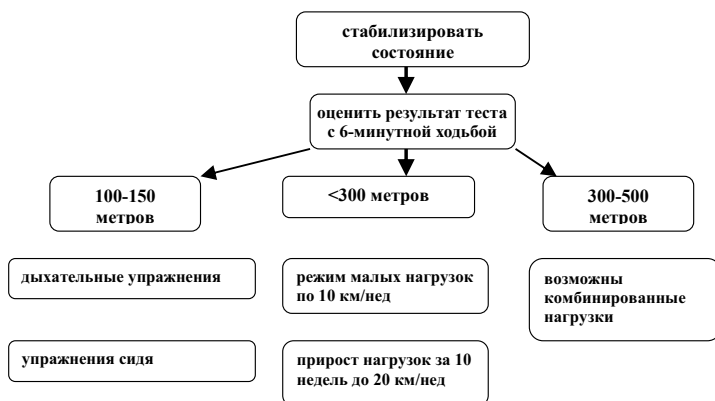 стабилизировать
состояние
оценить результат теста
с 6-минутной ходьбой
100-150
метров
<300 метров
300-500
метров
дыхательные упражнения
режим малых нагрузок
по 10 км/нед
возможны
комбинированные
нагрузки
упражнения сидя
прирост нагрузок за 10
недель до 20 км/нед